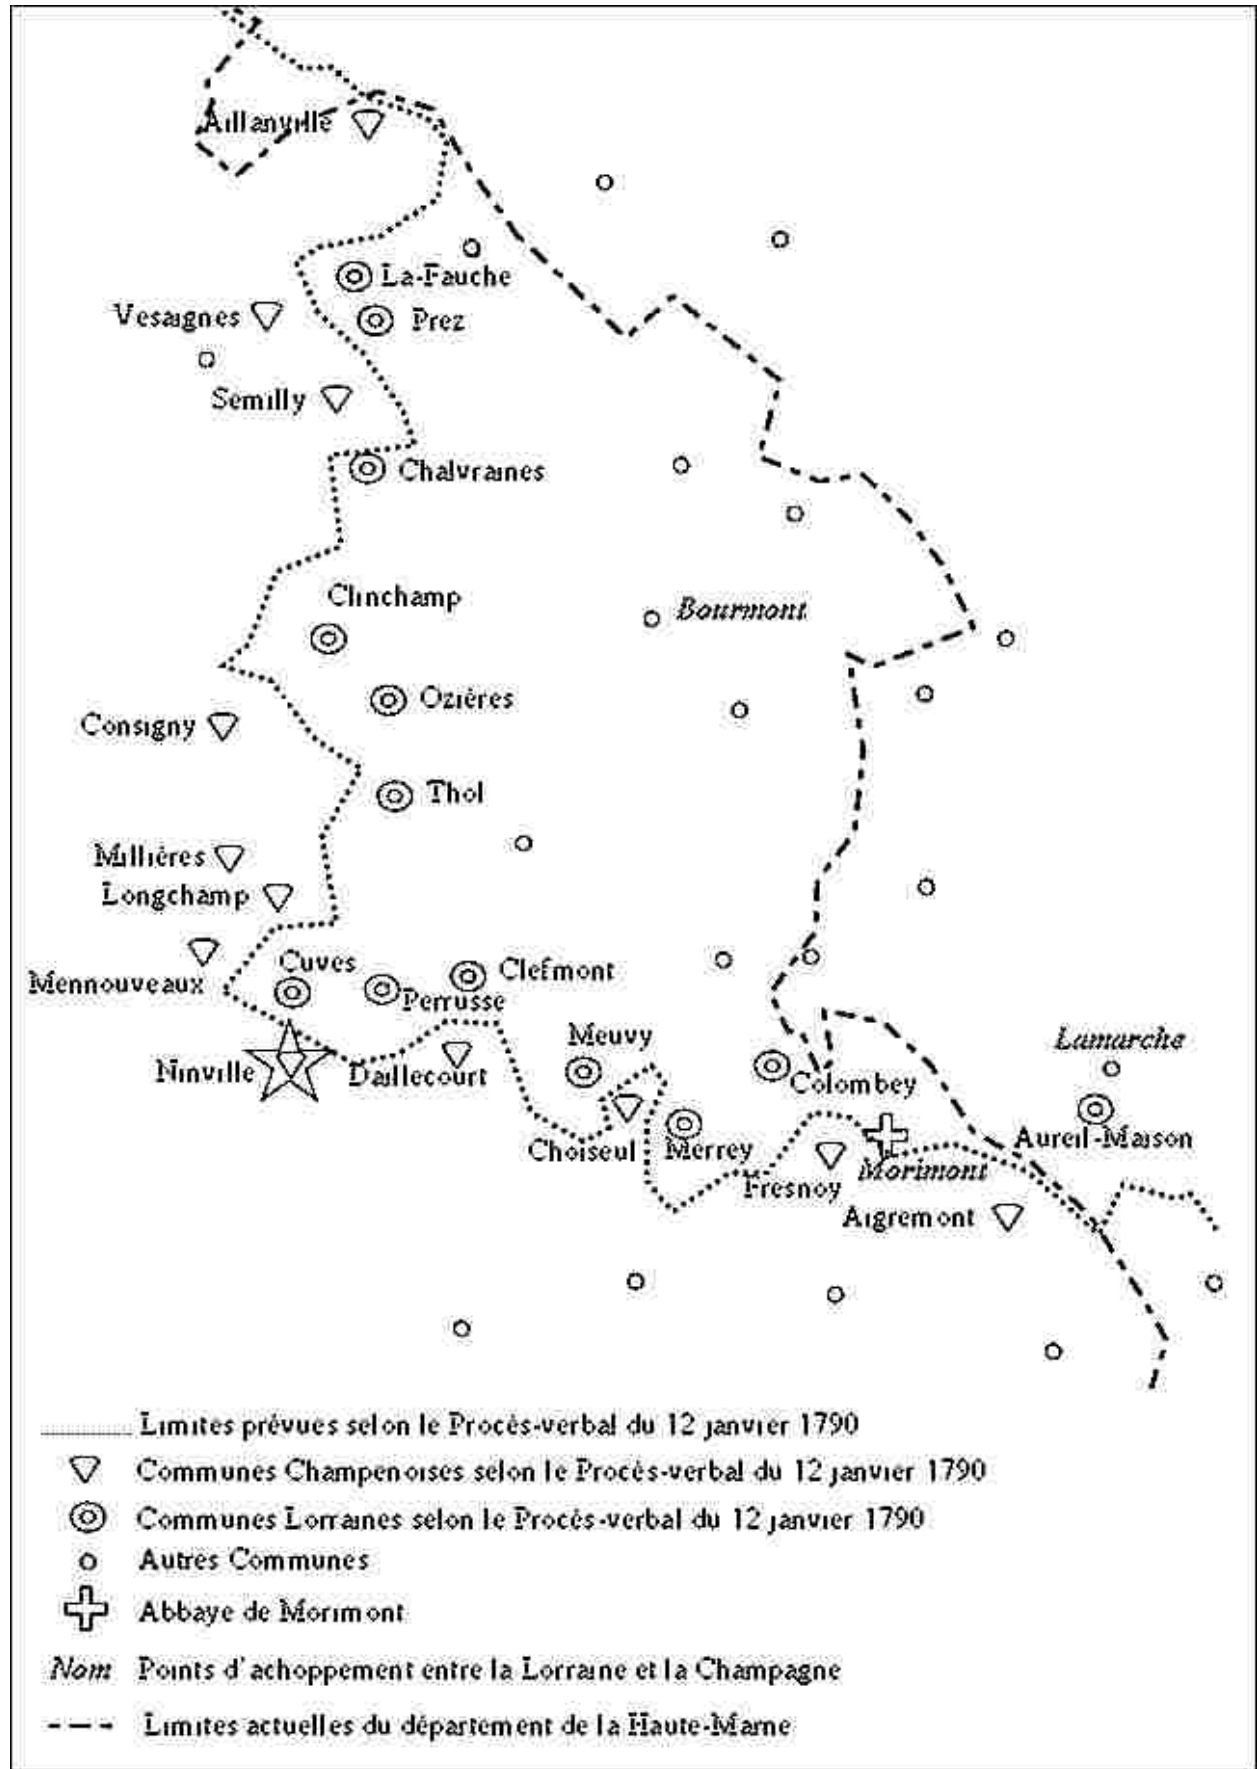 Aillanville
La-Fauche
Vesaignes
Prez
Semilly
Chalvraines
Clinchamp
Bourmont
Ozières
Consigny
Thol
Millières
Longchamp
Cuves
Clefmont
Mennouveaux
Perrusse
Meuvy
Lamarche
Ninville
Daillecourt
Colombey
Choiseul
Merrey
Aureil-Maison
Fresnoy
Morimont
Aigremont
Limites prévues selon le Procès-verbal du 12 janvier 1790
Communes Champenoises selon le Procès-verbal du 12 janvier 1790
Communes Lorraines selon le Procès-verbal du 12 janvier 1790
Autres Communes
Abbaye de Morimont
Nom Points d'achoppement entre la Lorraine et la Champagne
Limites actuelles du département de la Haute-Marne